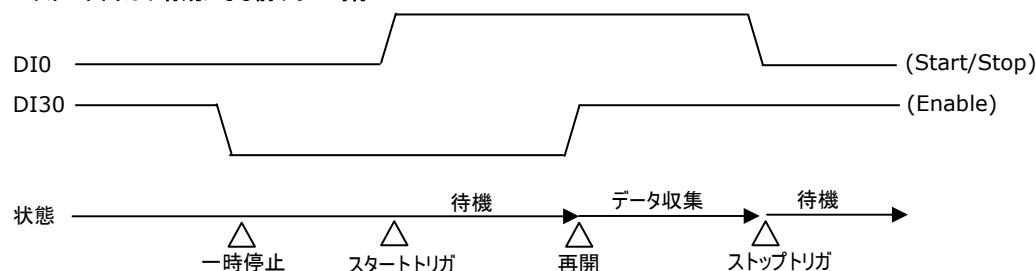 DI0 (Start/Stop)
DI30 (Enable)
状態 待機 データ収集 待機
一時停止 スタートトリガ 再開 ストップトリガ